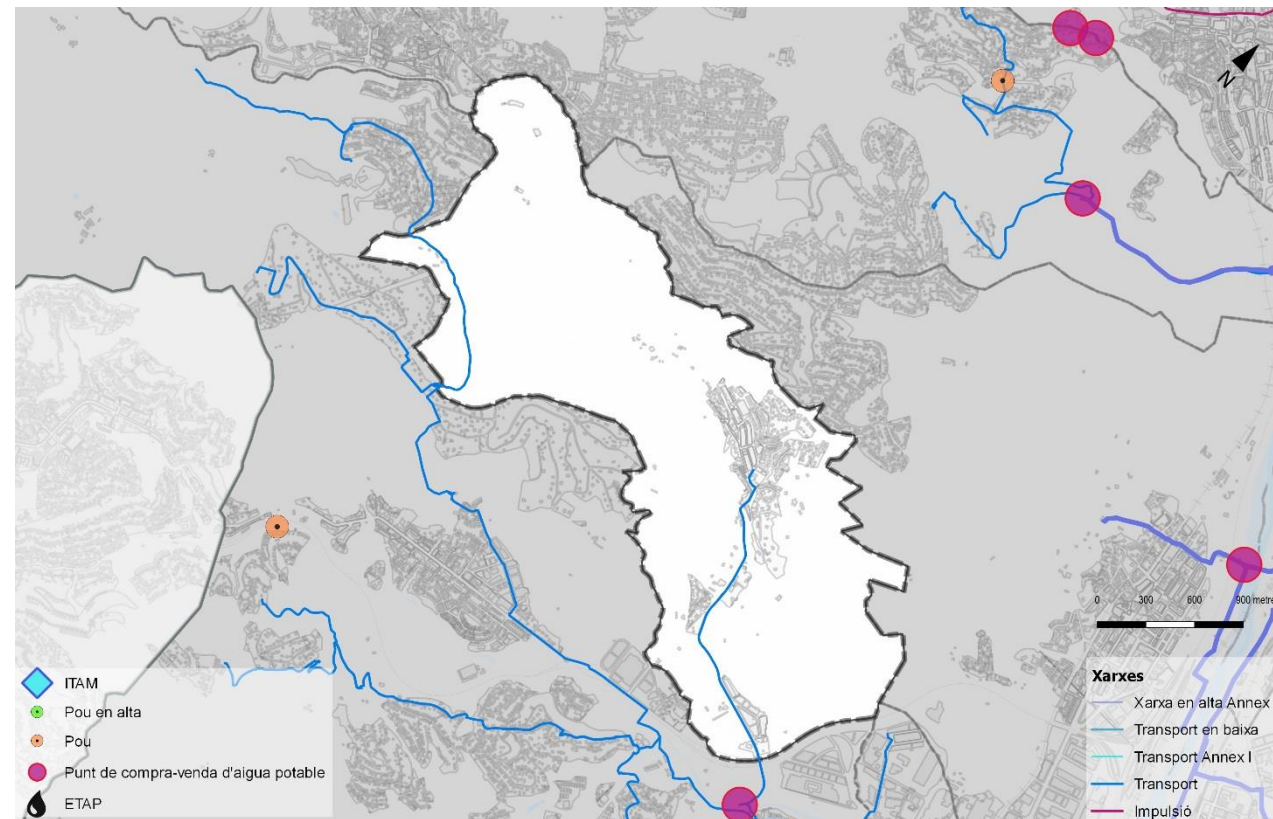 N
0 300 600 900 metre
ITAM
Pou en alta
Pou
Punt de compra-venda d'aigua potable
ETAP
Xarxes
Xarxa en alta Annex
Transport en baixa
Transport Annex I
Transport
Impulsió